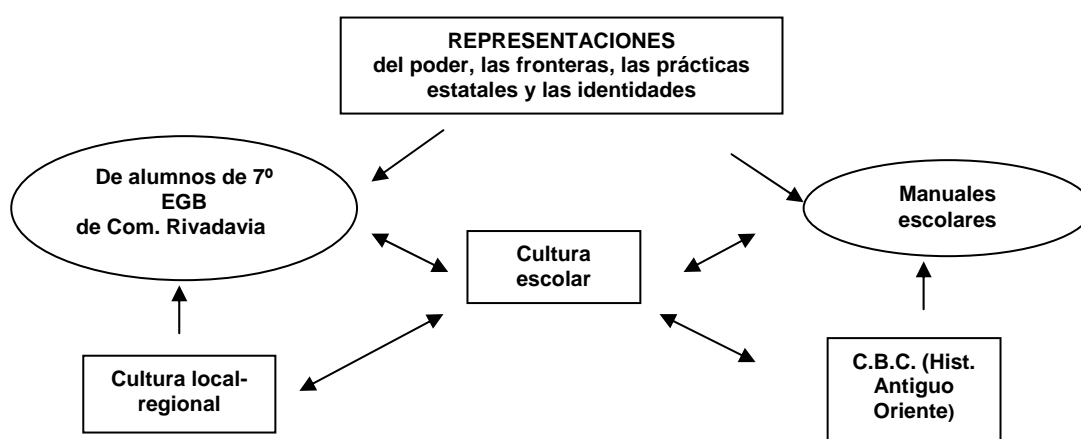 REPRESENTACIONES
del poder, las fronteras, las prácticas
estatales y las identidades
De alumnos de 7º
EGB
de Com. Rivadavia
Manuales
escolares
Cultura
escolar
Cultura local-
regional
C.B.C. (Hist.
Antiguo
Oriente)